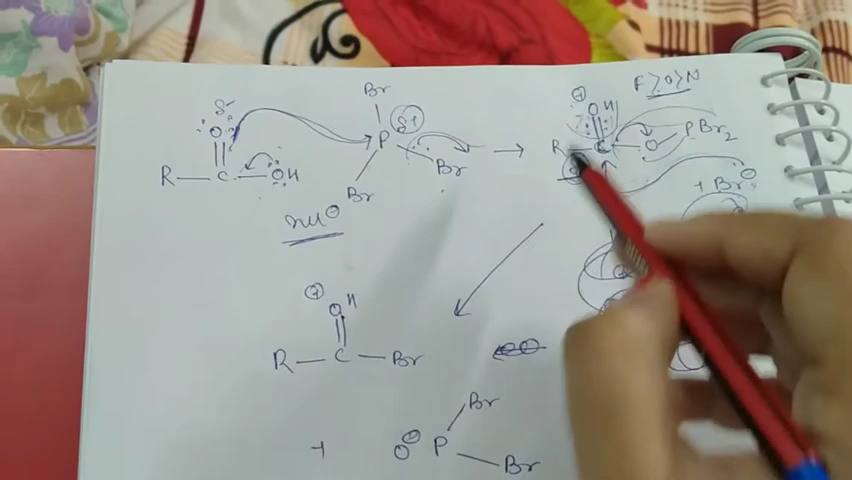 F > O > N
δ- Br ⊕
:O: P δ+ :OH
R - C - OH Br Br → R - C - O - PBr2
+ Br⊖
NU⊖
⊕
OH
R - C - Br
+ O⊖ P Br Br